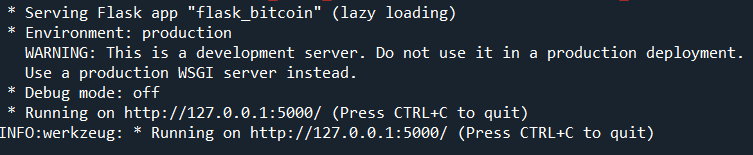 * Serving Flask app "flask_bitcoin" (lazy loading)
* Environment: production
WARNING: This is a development server. Do not use it in a production deployment.
Use a production WSGI server instead.
* Debug mode: off
* Running on http://127.0.0.1:5000/ (Press CTRL+C to quit)
INFO:werkzeug: * Running on http://127.0.0.1:5000/ (Press CTRL+C to quit)